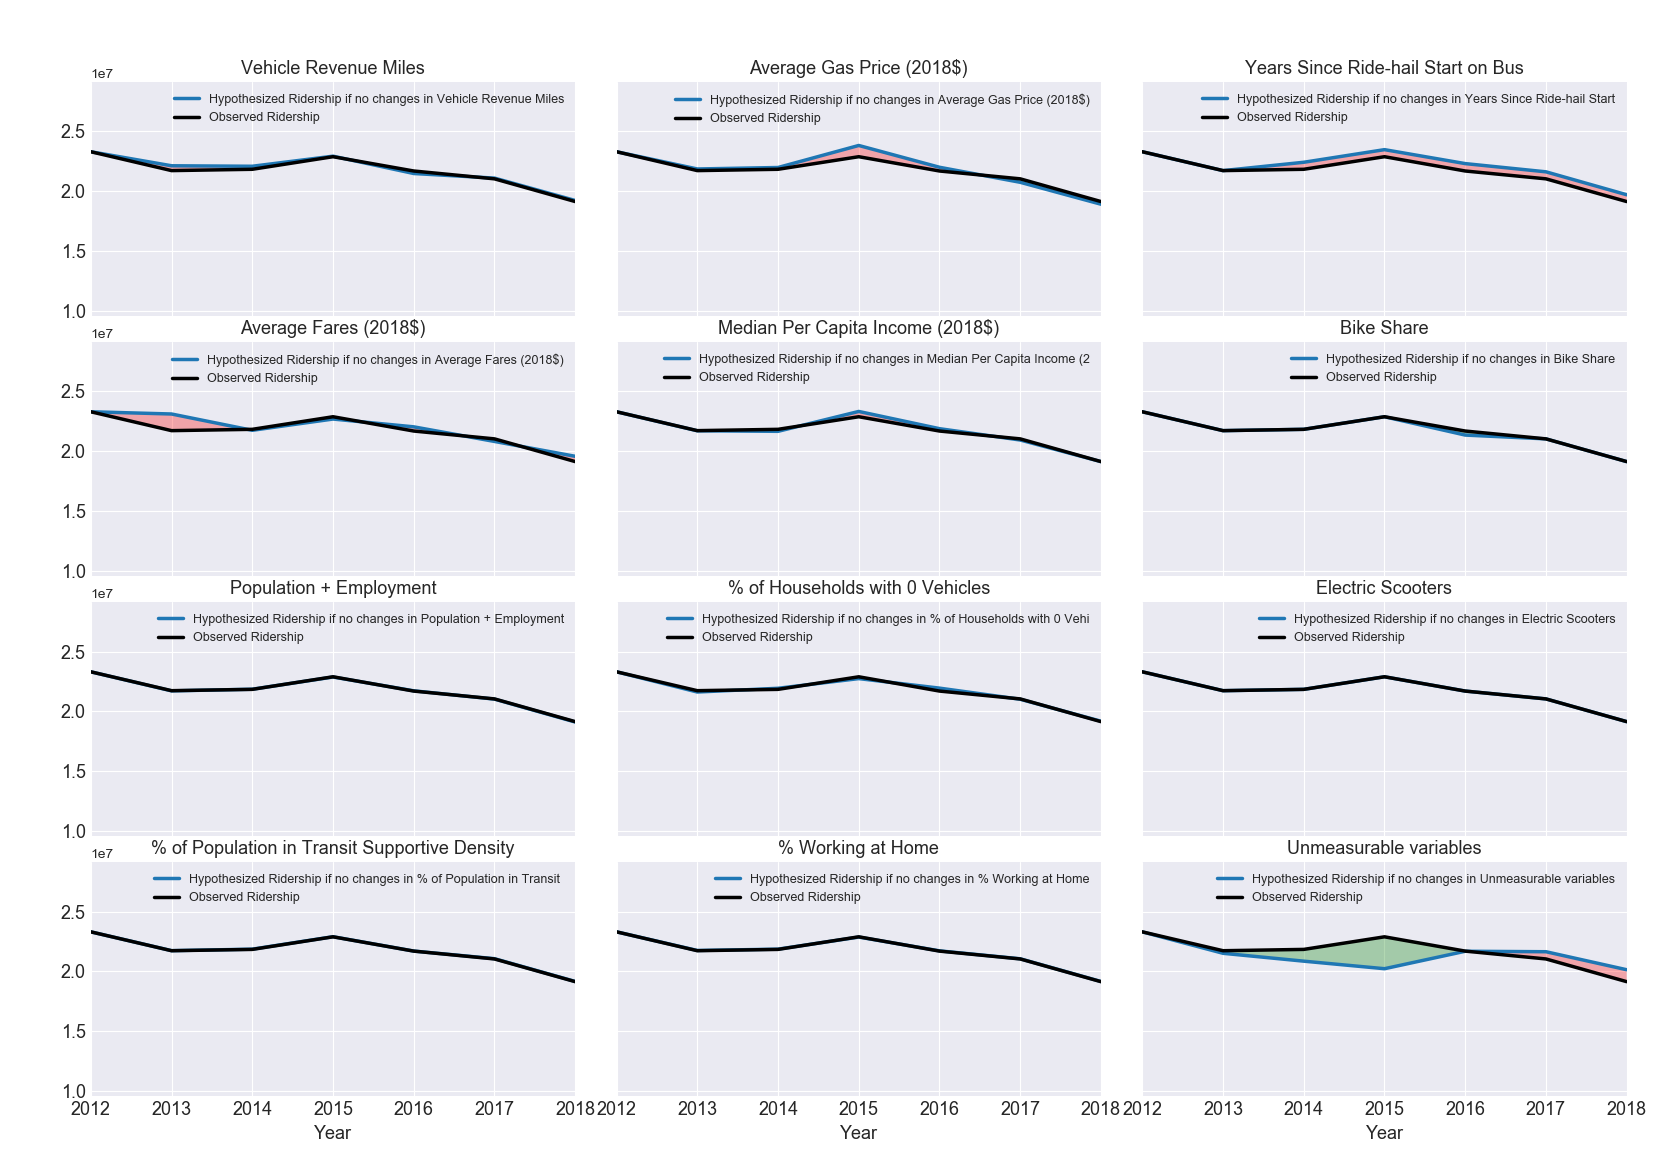 Vehicle Revenue Miles
1e7
Hypothesized Ridership if no changes in Vehicle Revenue Miles
Observed Ridership
2.5
2.0
1.5
1.0
Average Gas Price (2018$)
Hypothesized Ridership if no changes in Average Gas Price (2018$)
Observed Ridership
Years Since Ride-hail Start on Bus
Hypothesized Ridership if no changes in Years Since Ride-hail Start
Observed Ridership
Average Fares (2018$)
1e7
Hypothesized Ridership if no changes in Average Fares (2018$)
Observed Ridership
2.5
2.0
1.5
1.0
Median Per Capita Income (2018$)
Hypothesized Ridership if no changes in Median Per Capita Income (2
Observed Ridership
Bike Share
Hypothesized Ridership if no changes in Bike Share
Observed Ridership
Population + Employment
1e7
Hypothesized Ridership if no changes in Population + Employment
Observed Ridership
2.5
2.0
1.5
1.0
% of Households with 0 Vehicles
Hypothesized Ridership if no changes in % of Households with 0 Vehi
Observed Ridership
Electric Scooters
Hypothesized Ridership if no changes in Electric Scooters
Observed Ridership
% of Population in Transit Supportive Density
1e7
Hypothesized Ridership if no changes in % of Population in Transit
Observed Ridership
2.5
2.0
1.5
1.0
2012 2013 2014 2015 2016 2017 2018
Year
% Working at Home
Hypothesized Ridership if no changes in % Working at Home
Observed Ridership
2012 2013 2014 2015 2016 2017 2018
Year
Unmeasurable variables
Hypothesized Ridership if no changes in Unmeasurable variables
Observed Ridership
2012 2013 2014 2015 2016 2017 2018
Year